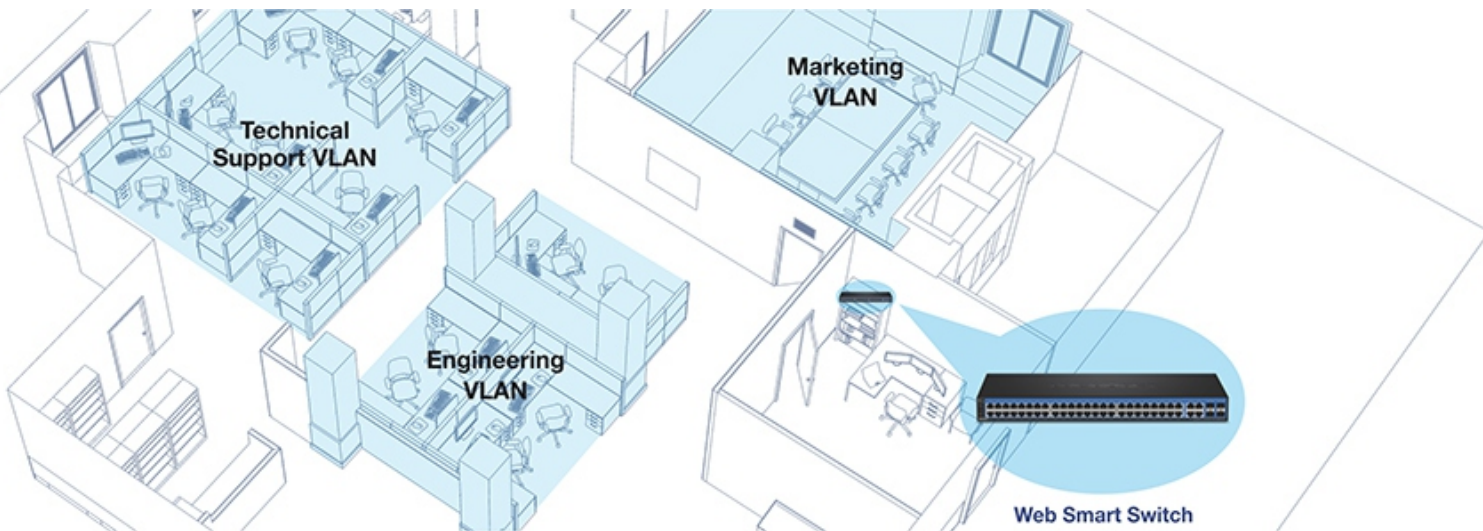 Technical
Support VLAN
Marketing
VLAN
Engineering
VLAN
Web Smart Switch